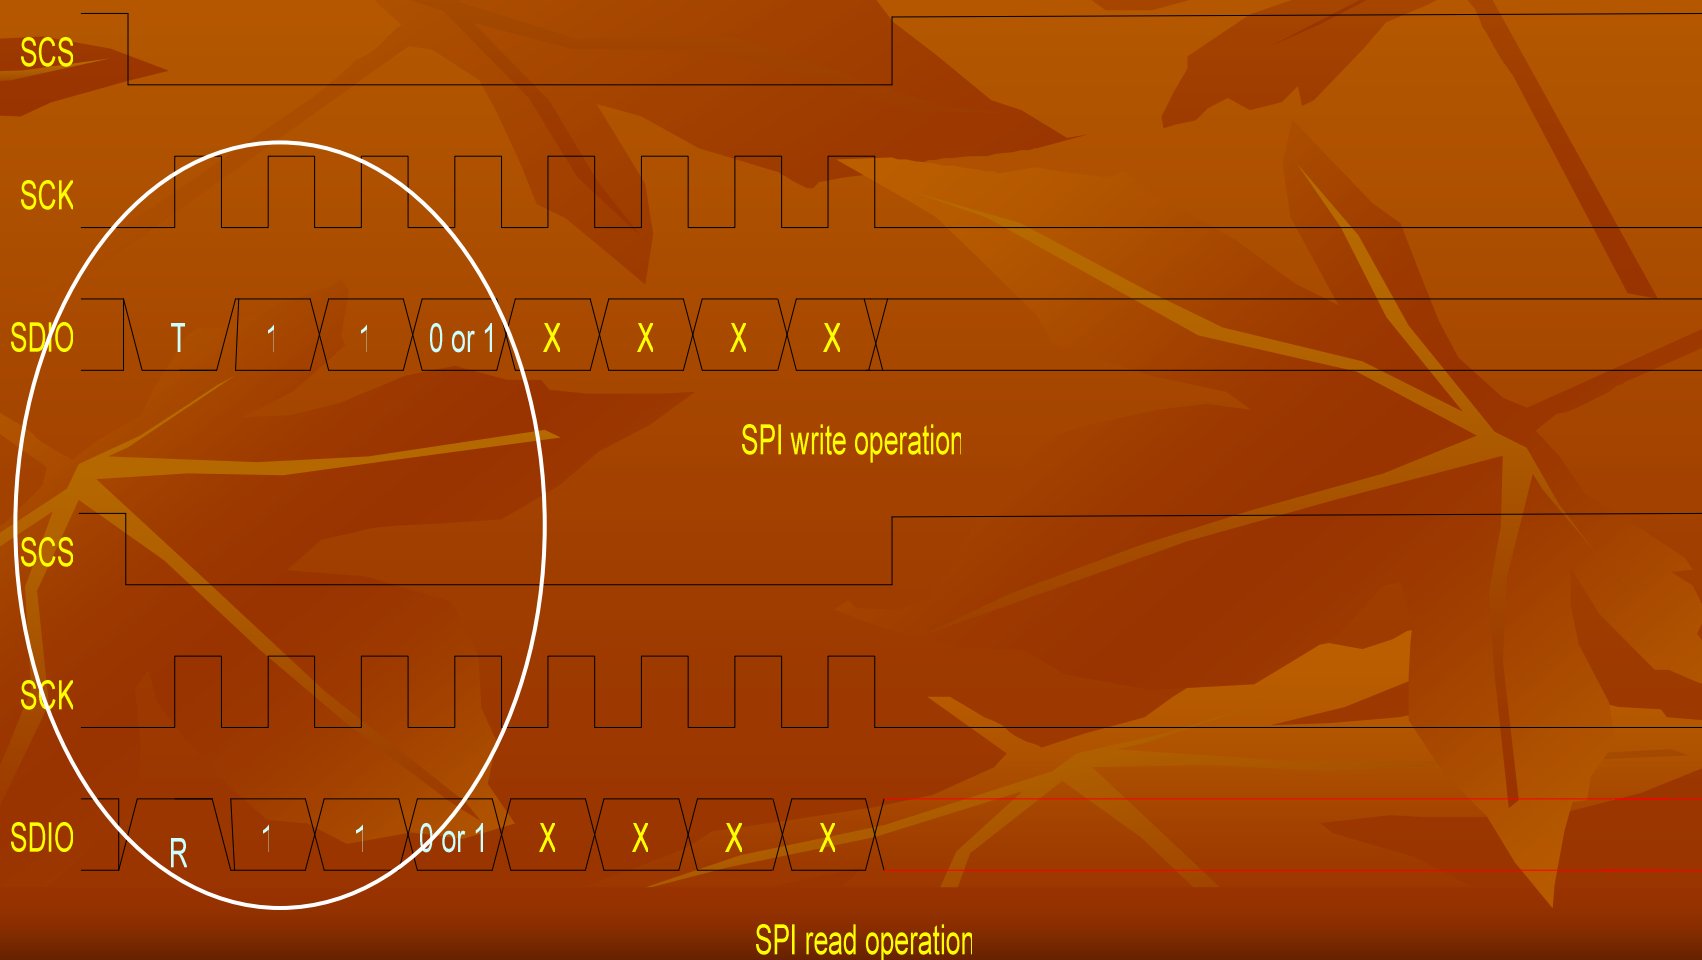 SCS
SCK
SDIO T 1 1 0 or 1 X X X X
SPI write operation
SCS
SCK
SDIO R 1 1 0 or 1 X X X X
SPI read operation